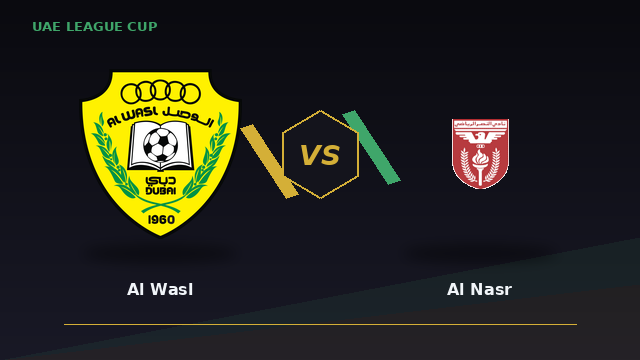 UAE LEAGUE CUP
AL WASL الوصل
دبي
DUBAI
1960
VS
Al Wasl
Al Nasr